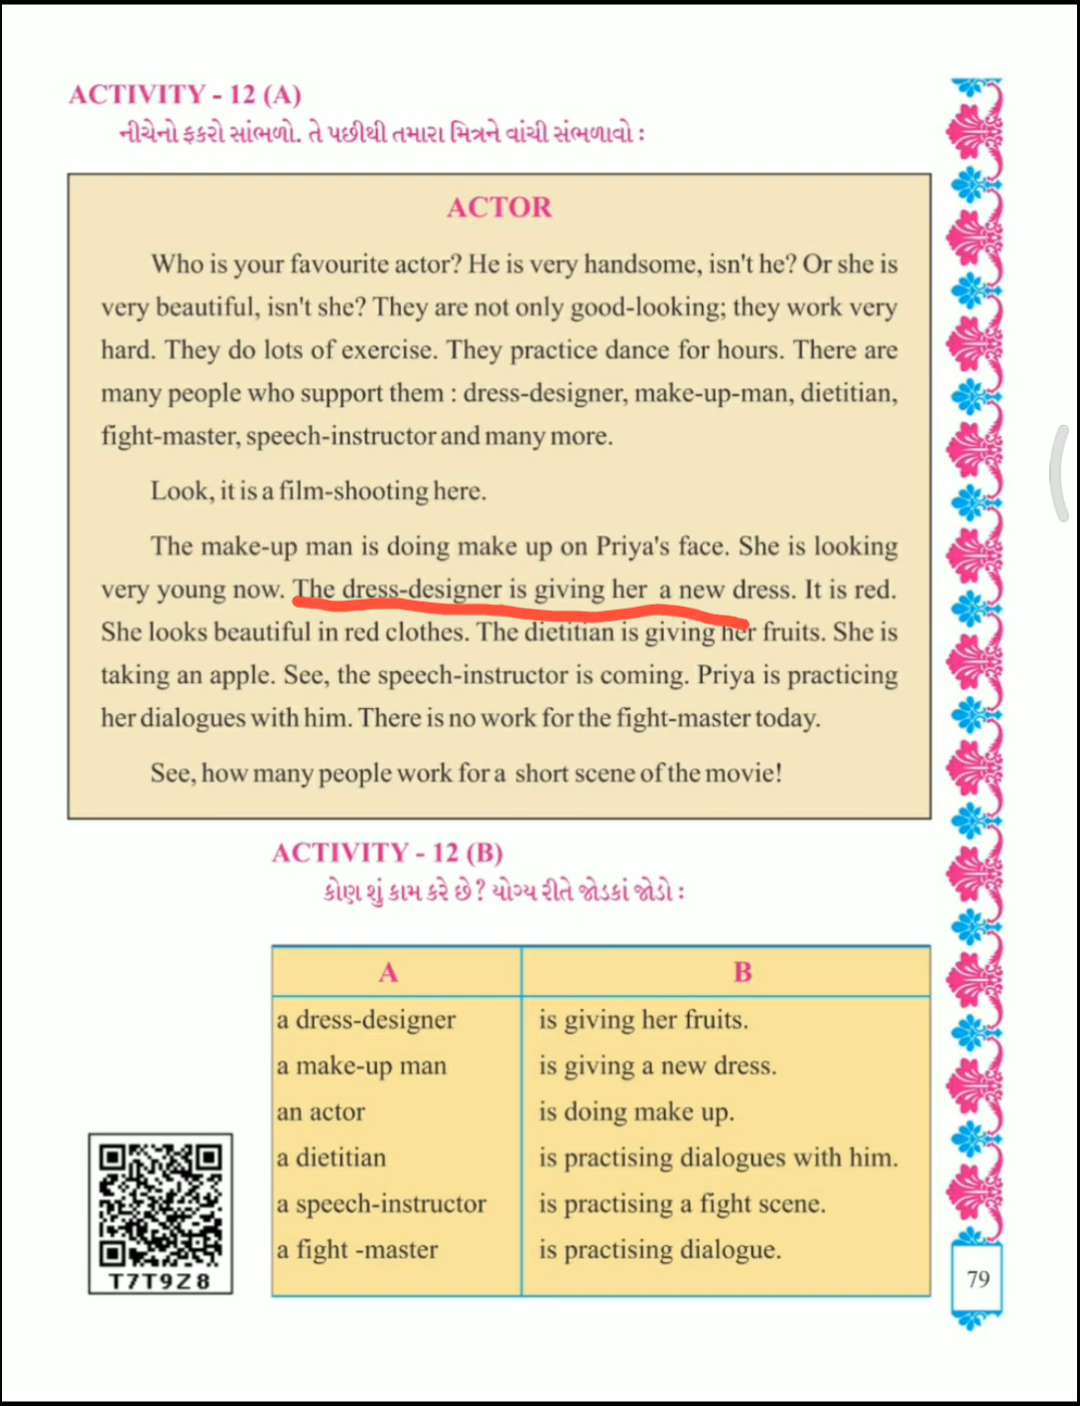 ACTIVITY - 12 (A)
નીચેનો ફકરો સાંભળો. તે પછીથી તમારા મિત્રને વાંચી સંભળાવો :
ACTOR
Who is your favourite actor? He is very handsome, isn't he? Or she is
very beautiful, isn't she? They are not only good-looking; they work very
hard. They do lots of exercise. They practice dance for hours. There are
many people who support them : dress-designer, make-up-man, dietitian,
fight-master, speech-instructor and many more.
Look, it is a film-shooting here.
The make-up man is doing make up on Priya's face. She is looking
very young now. The dress-designer is giving her a new dress. It is red.
She looks beautiful in red clothes. The dietitian is giving her fruits. She is
taking an apple. See, the speech-instructor is coming. Priya is practicing
her dialogues with him. There is no work for the fight-master today.
See, how many people work for a short scene of the movie!
ACTIVITY - 12 (B)
કોણ શું કામ કરે છે? યોગ્ય રીતે જોડકાં જોડો :
A B
a dress-designer is giving her fruits.
a make-up man is giving a new dress.
an actor is doing make up.
a dietitian is practising dialogues with him.
a speech-instructor is practising a fight scene.
a fight -master is practising dialogue.
T7T9Z8
79